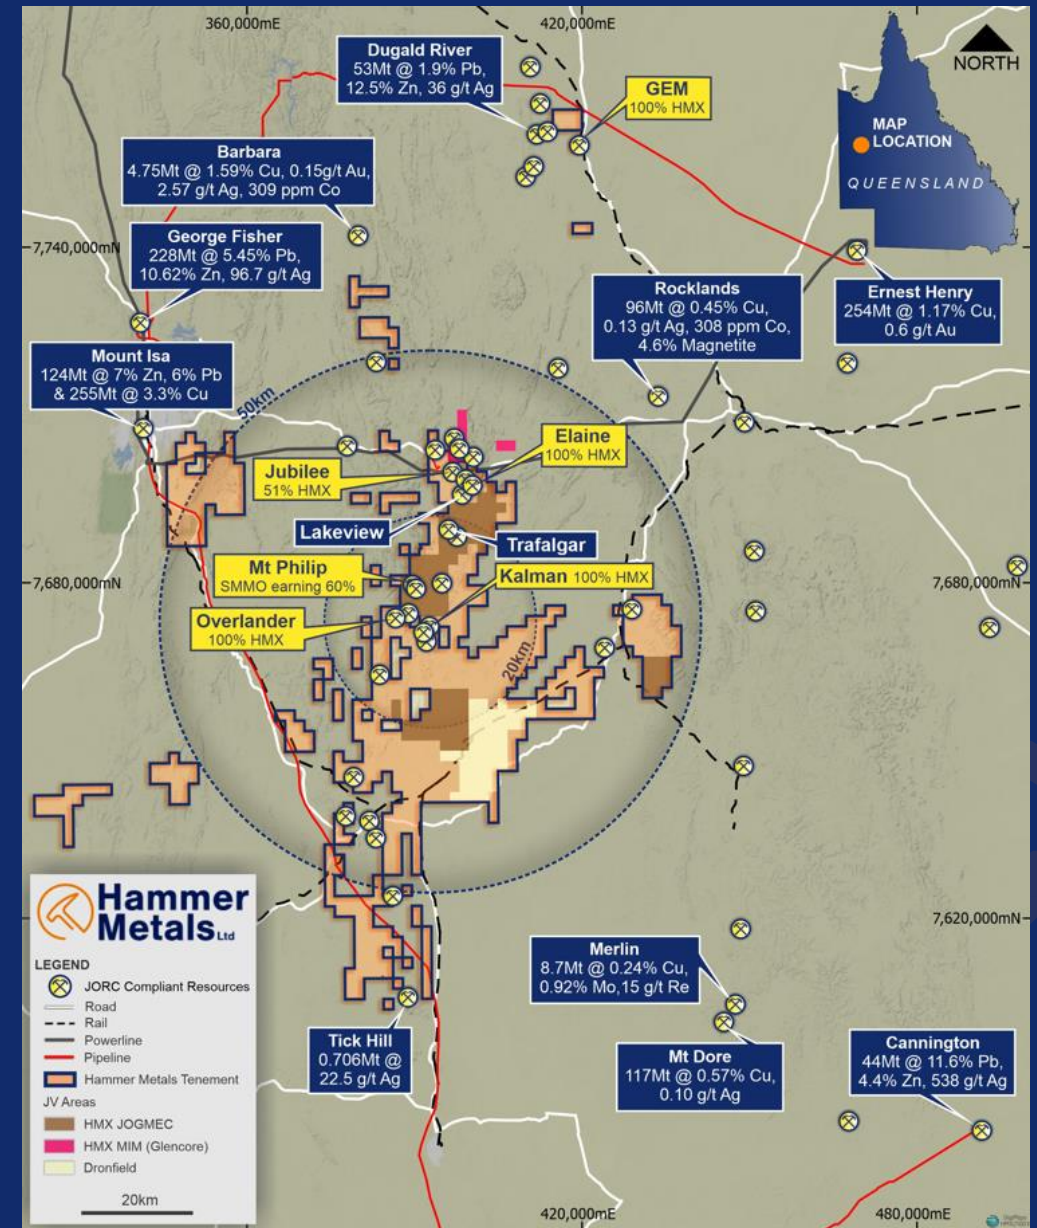 360,000mE
420,000mE
NORTH
Dugald River
53Mt @ 1.9% Pb,
12.5% Zn, 36 g/t Ag
GEM
100% HMX
MAP
LOCATION
QUEENSLAND
Barbara
4.75Mt @ 1.59% Cu, 0.15g/t Au,
2.57 g/t Ag, 309 ppm Co
7,740,000mN
George Fisher
228Mt @ 5.45% Pb,
10.62% Zn, 96.7 g/t Ag
Rocklands
96Mt @ 0.45% Cu,
0.13 g/t Ag, 308 ppm Co,
4.6% Magnetite
Ernest Henry
254Mt @ 1.17% Cu,
0.6 g/t Au
Mount Isa
124Mt @ 7% Zn, 6% Pb
& 255Mt @ 3.3% Cu
50km
Elaine
100% HMX
Jubilee
51% HMX
Lakeview
Trafalgar
Mt Philip
SMMO earning 60%
Kalman 100% HMX
7,680,000mN
7,680,000mN
Overlander
100% HMX
20km
Hammer
Metals Ltd
LEGEND
JORC Compliant Resources
Road
Rail
Powerline
Pipeline
Hammer Metals Tenement
JV Areas
HMX JOGMEC
HMX MIM (Glencore)
Dronfield
20km
7,620,000mN
Merlin
8.7Mt @ 0.24% Cu,
0.92% Mo,15 g/t Re
Tick Hill
0.706Mt @
22.5 g/t Ag
Mt Dore
117Mt @ 0.57% Cu,
0.10 g/t Ag
Cannington
44Mt @ 11.6% Pb,
4.4% Zn, 538 g/t Ag
420,000mE
480,000mE